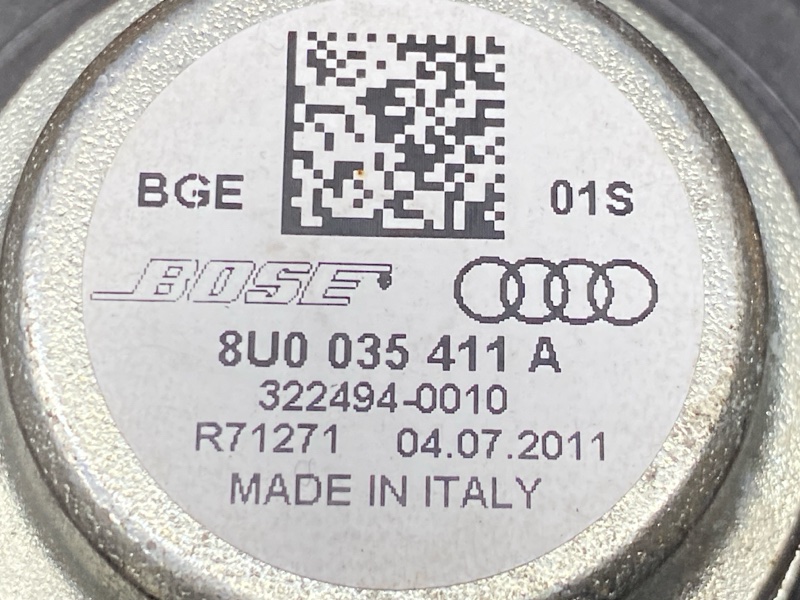 BGE 01S
BOSE
8U0 035 411 A
322494-0010
R71271 04.07.2011
MADE IN ITALY